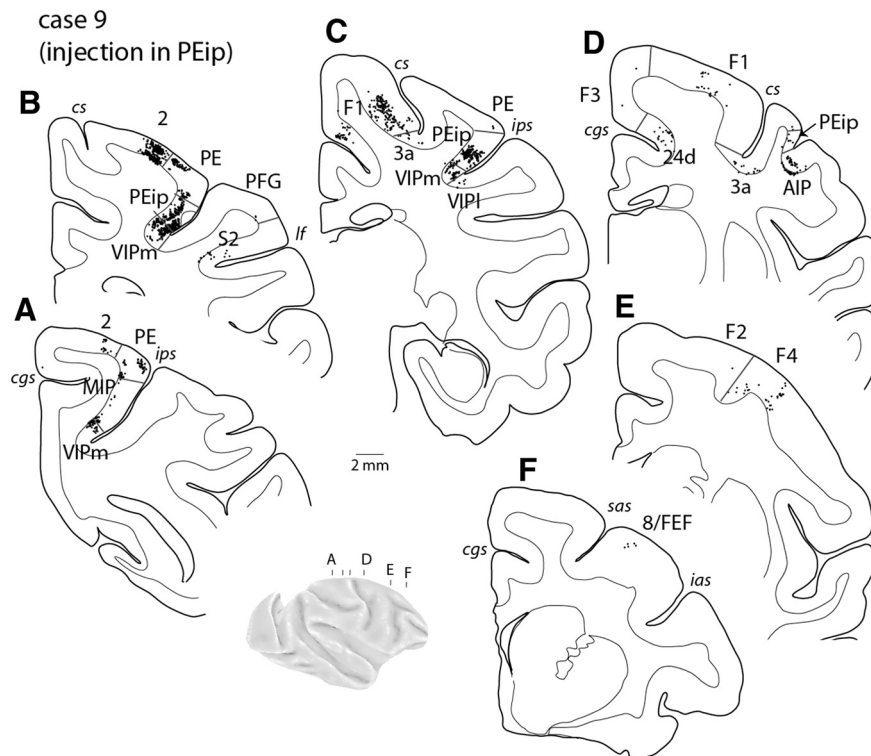 case 9
(injection in PEip)
B
cs
2
PE
PEip
PFG
VIPm
S2
lf
C
cs
F1
PE
PEip
ips
3a
VIPm
VIPl
D
F1
F3
cs
cgs
PEip
24d
3a
AIP
A
2
PE
ips
cgs
MIP
VIPm
2 mm
E
F2
F4
F
sas
8/FEF
cgs
ias
A
D
E
F